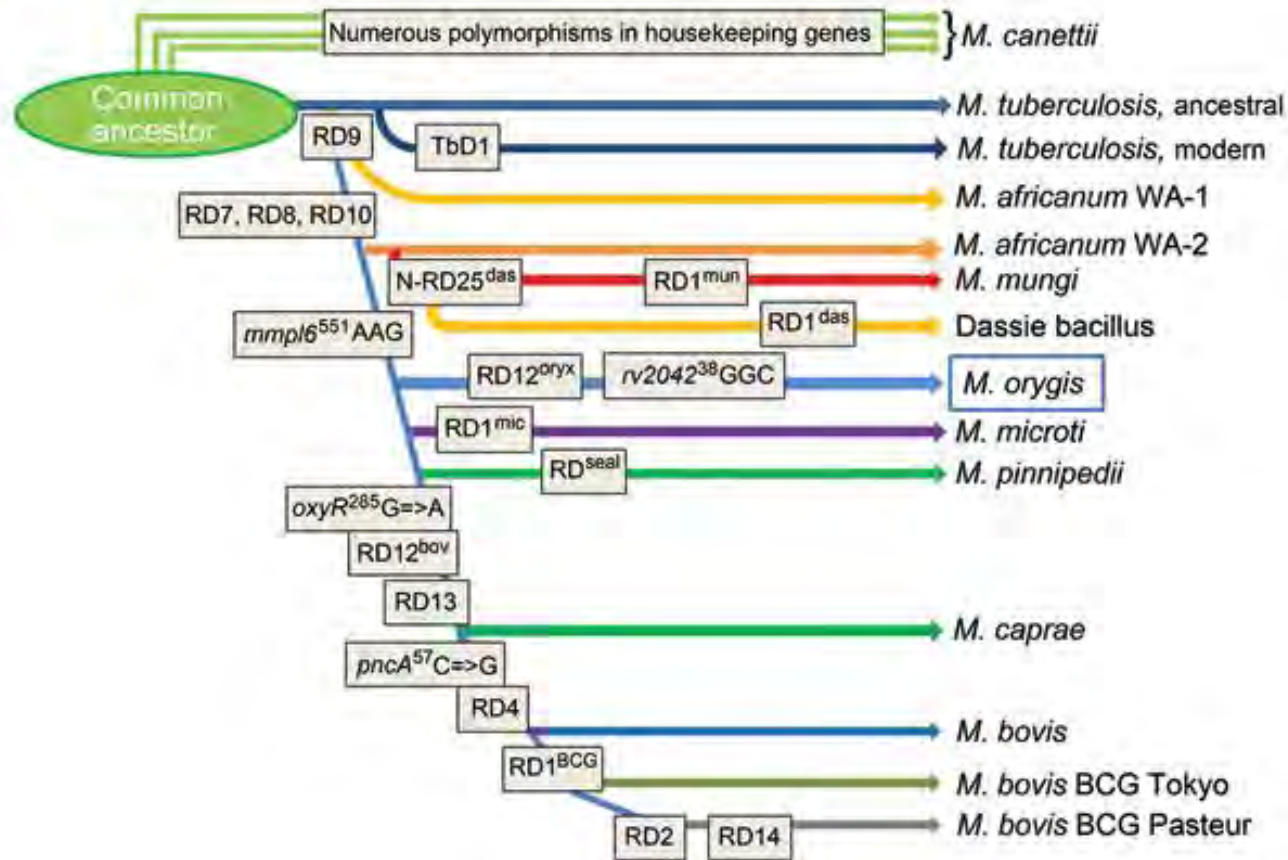 Numerous polymorphisms in housekeeping genes
M. canettii
Common
ancestor
M. tuberculosis, ancestral
RD9
TbD1
M. tuberculosis, modern
M. africanum WA-1
RD7, RD8, RD10
M. africanum WA-2
N-RD25das
RD1mun
M. mungi
mmpl6551AAG
RD1das
Dassie bacillus
RD12oryx
rv204238GGC
M. orygis
RD1mic
M. microti
RDseal
M. pinnipedii
oxyR285G=>A
RD12bov
RD13
M. caprae
pncA57C=>G
RD4
M. bovis
RD1BCG
M. bovis BCG Tokyo
RD2
RD14
M. bovis BCG Pasteur